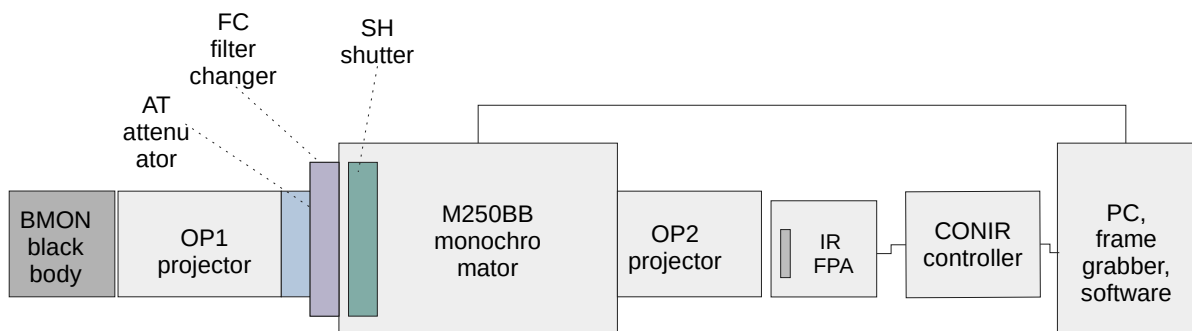 FC
filter
changer
SH
shutter
AT
attenu
ator
BMON
black
body
OP1
projector
M250BB
monochro
mator
OP2
projector
IR
FPA
CONIR
controller
PC,
frame
grabber,
software